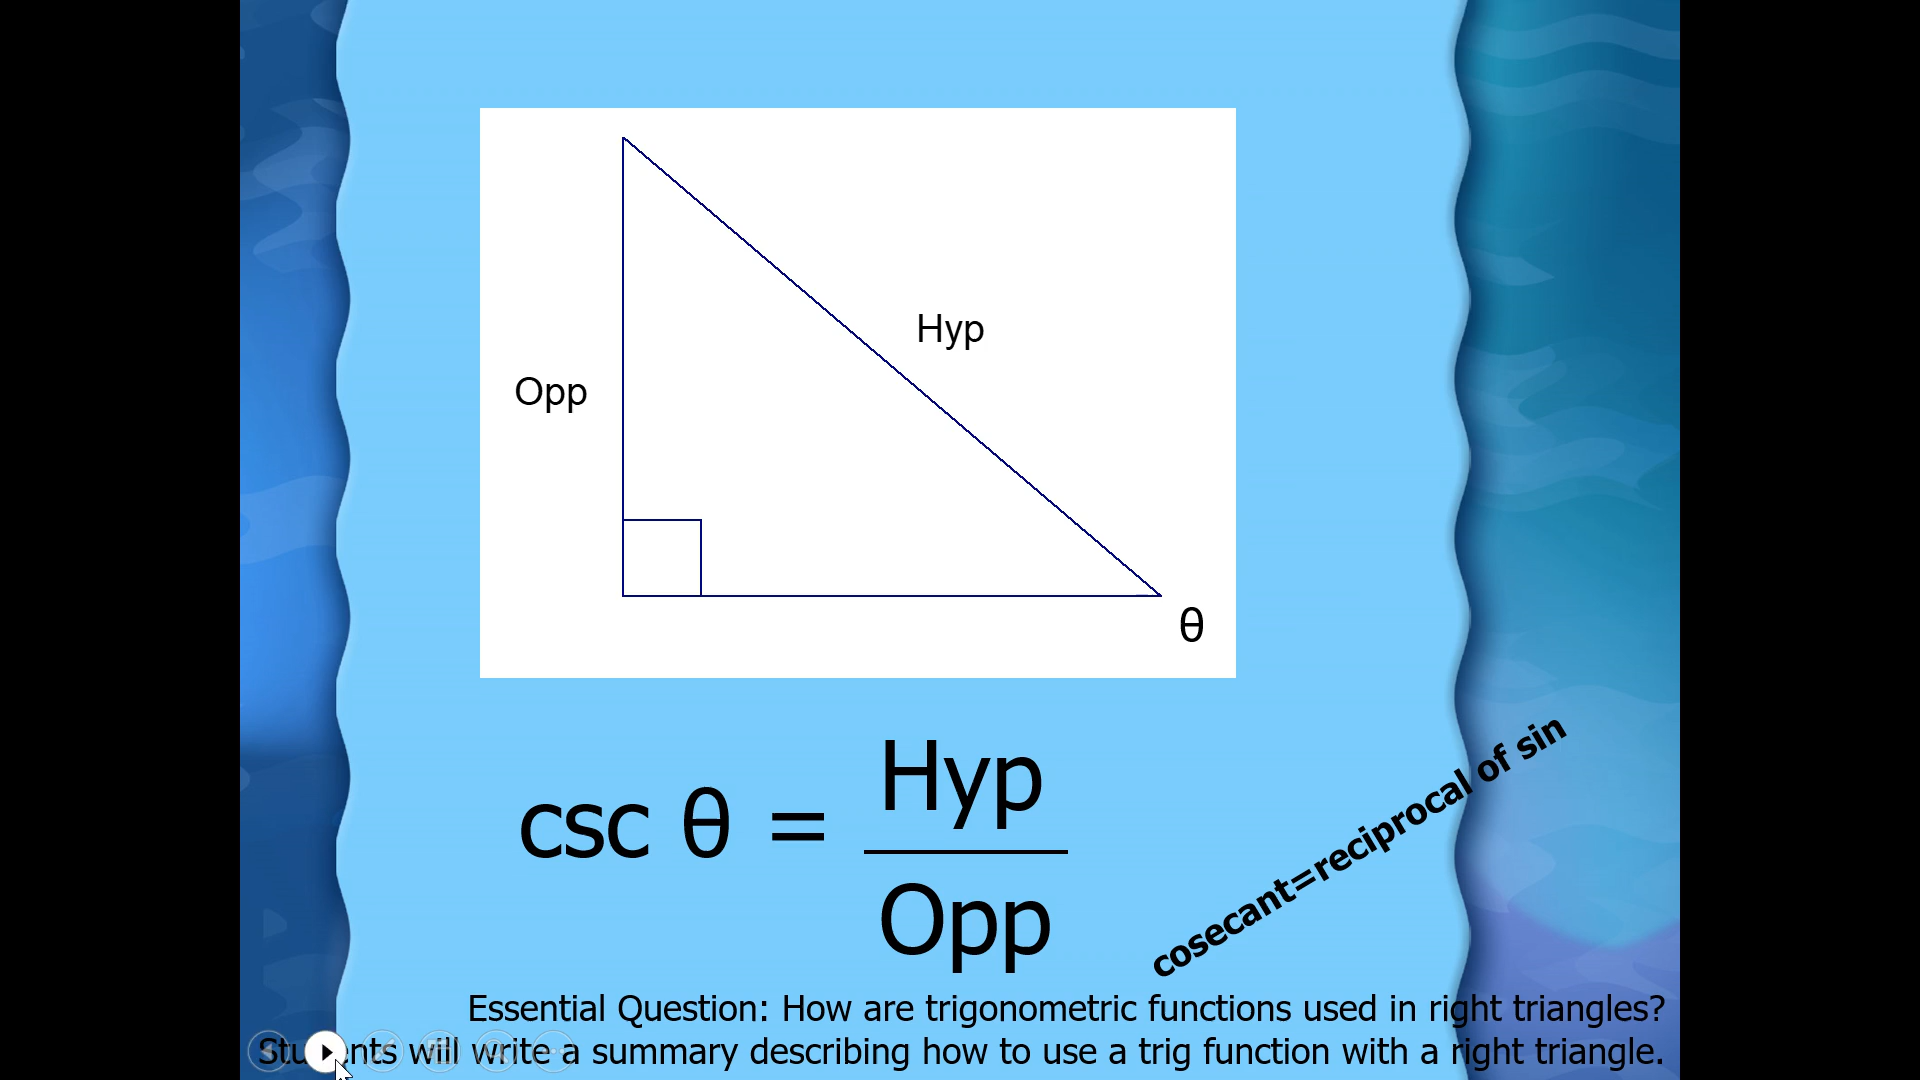 Hyp
Opp
θ
csc θ = Hyp
Opp
cosecant=reciprocal of sin
Essential Question: How are trigonometric functions used in right triangles?
Students will write a summary describing how to use a trig function with a right triangle.